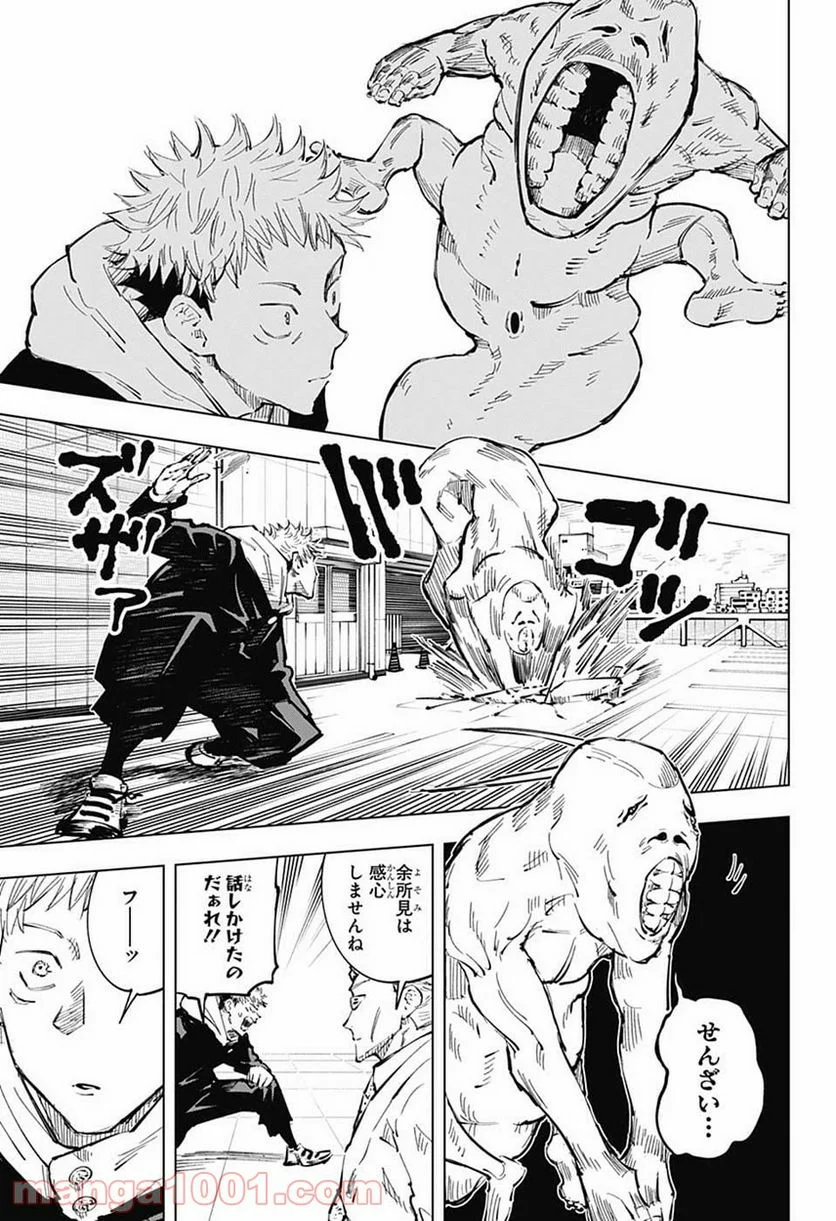 ズザァッ
ドゴッ
せんざい…
余所見は
感心
しませんね
話しかけたの
だぁれ!!
フーッ
manga1001.com